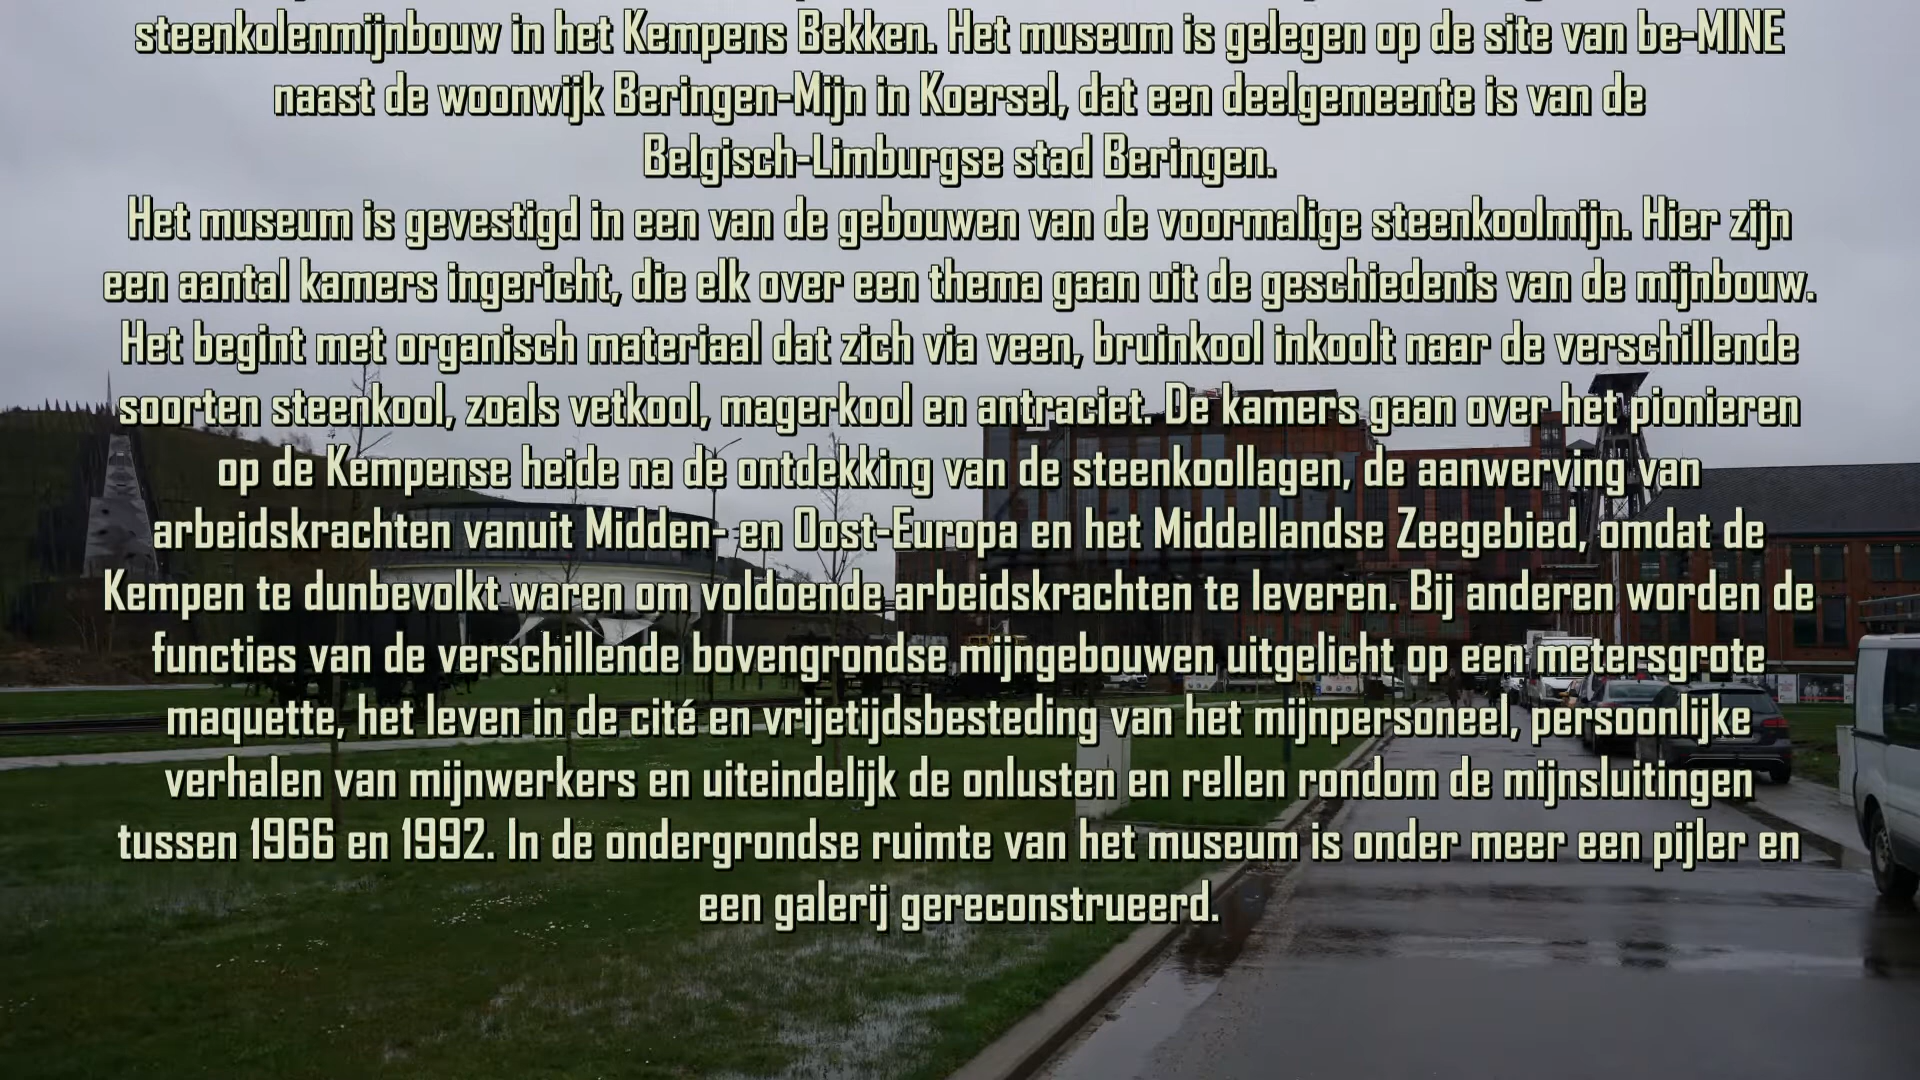 steenkolenmijnbouw in het Kempens Bekken. Het museum is gelegen op de site van be-MINE
naast de woonwijk Beringen-Mijn in Koersel, dat een deelgemeente is van de
Belgisch-Limburgse stad Beringen.
Het museum is gevestigd in een van de gebouwen van de voormalige steenkoolmijn. Hier zijn
een aantal kamers ingericht, die elk over een thema gaan uit de geschiedenis van de mijnbouw.
Het begint met organisch materiaal dat zich via veen, bruinkool inkoolt naar de verschillende
soorten steenkool, zoals vetkool, magerkool en antraciet. De kamers gaan over het pionieren
op de Kempense heide na de ontdekking van de steenkoollagen, de aanwerving van
arbeidskrachten vanuit Midden- en Oost-Europa en het Middellandse Zeegebied, omdat de
Kempen te dunbevolkt waren om voldoende arbeidskrachten te leveren. Bij anderen worden de
functies van de verschillende bovengrondse mijngebouwen uitgelicht op een metersgrote
maquette, het leven in de cité en vrijetijdsbesteding van het mijnpersoneel, persoonlijke
verhalen van mijnwerkers en uiteindelijk de onlusten en rellen rondom de mijnsluitingen
tussen 1966 en 1992. In de ondergrondse ruimte van het museum is onder meer een pijler en
een galerij gereconstrueerd.